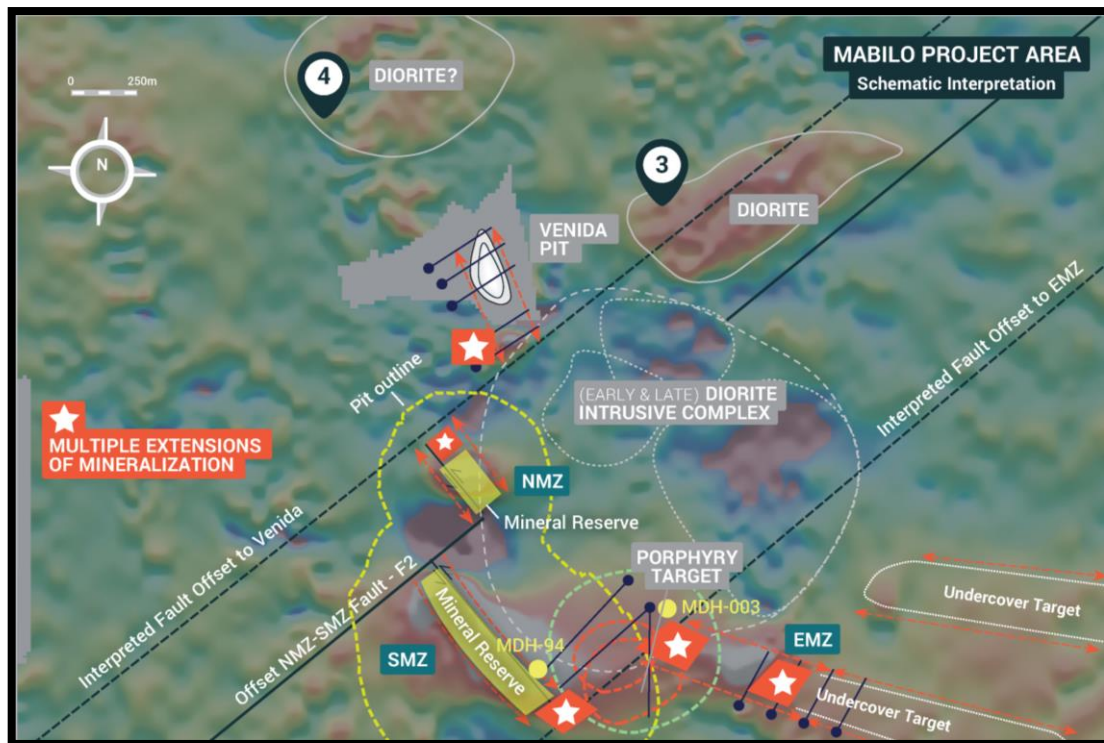 MABILO PROJECT AREA
Schematic Interpretation
0 250m
N
4
DIORITE?
3
DIORITE
VENIDA
PIT
Pit outline
(EARLY & LATE) DIORITE
INTRUSIVE COMPLEX
Interpreted Fault Offset to EMZ
MULTIPLE EXTENSIONS
OF MINERALIZATION
NMZ
Mineral Reserve
Interpreted Fault Offset to Venida
Offset NMZ-SMZ Fault - F2
PORPHYRY
TARGET
MDH-003
Undercover Target
Mineral Reserve
MDH-94
SMZ
EMZ
Undercover Target